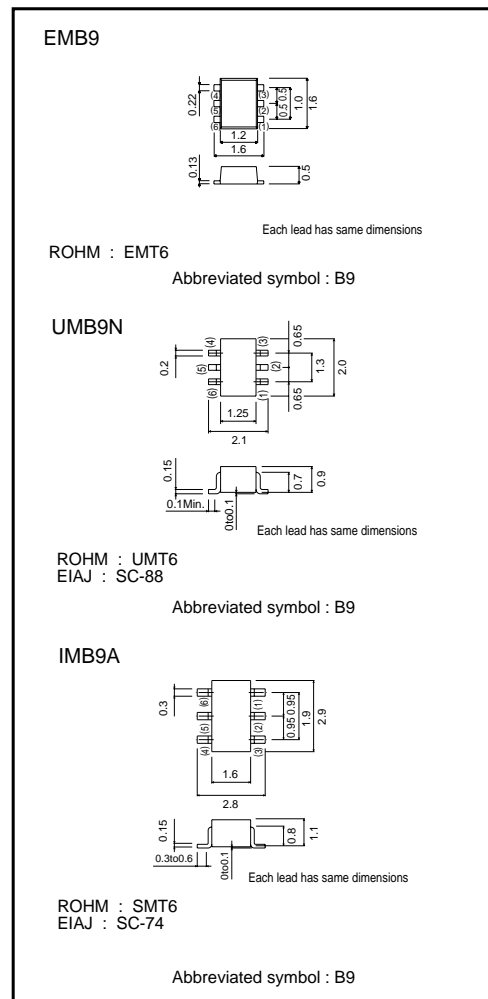 EMB9
0.22
(4)
(3)
(5)
(2)
(6)
(1)
0.5 0.5
1.0
1.6
1.2
1.6
0.13
0.5
Each lead has same dimensions
ROHM : EMT6
Abbreviated symbol : B9
UMB9N
(4)
(3)
0.65
0.2
(5)
(2)
1.3
2.0
(6)
(1)
0.65
1.25
2.1
0.15
0.7
0.9
0.1Min.
0to0.1
Each lead has same dimensions
ROHM : UMT6
EIAJ : SC-88
Abbreviated symbol : B9
IMB9A
0.3
(6)
(1)
(5)
(2)
(4)
(3)
0.95 0.95
1.9
2.9
1.6
2.8
0.15
0.8
1.1
0.3to0.6
0to0.1
Each lead has same dimensions
ROHM : SMT6
EIAJ : SC-74
Abbreviated symbol : B9